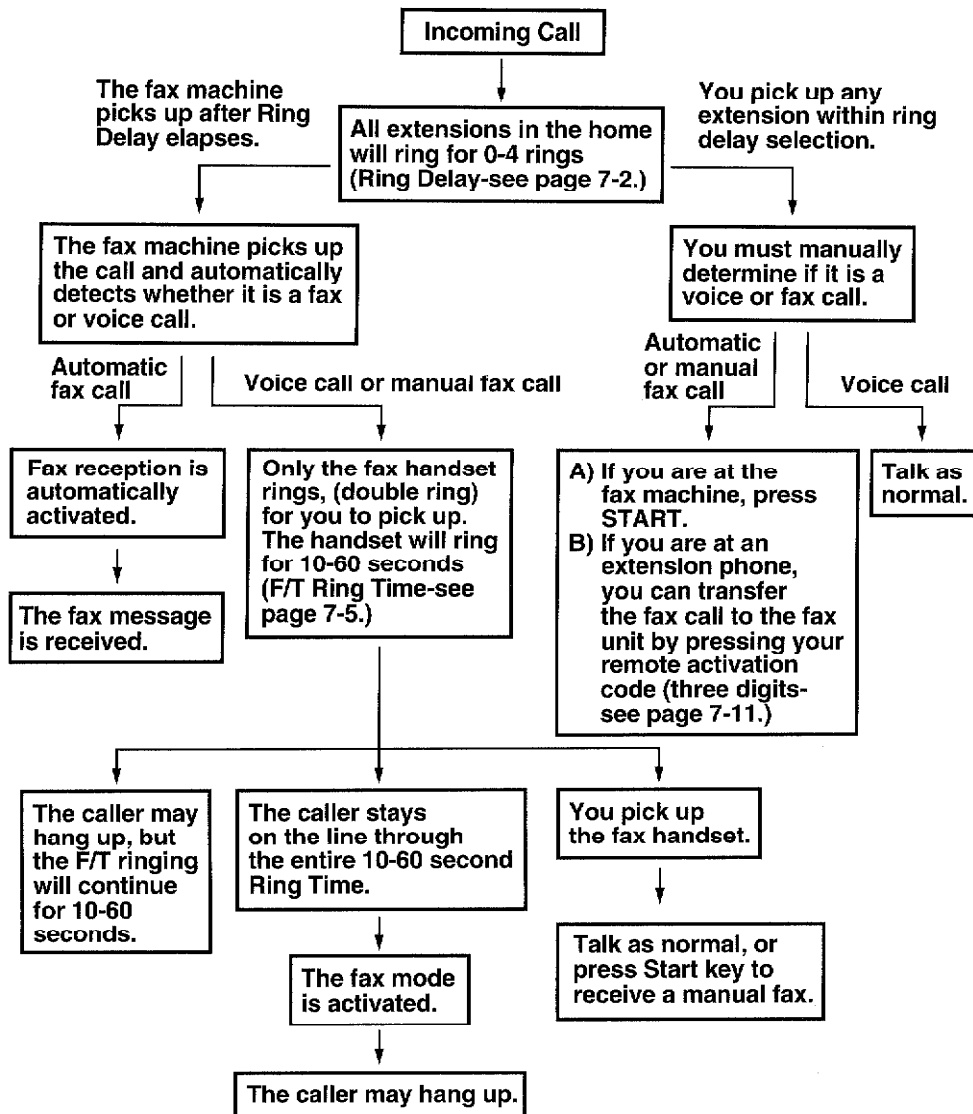 Incoming Call
The fax machine
picks up after Ring
Delay elapses.
You pick up any
extension within ring
delay selection.
All extensions in the home
will ring for 0-4 rings
(Ring Delay-see page 7-2.)
The fax machine picks up
the call and automatically
detects whether it is a fax
or voice call.
You must manually
determine if it is a
voice or fax call.
Automatic
fax call
Voice call or manual fax call
Automatic
or manual
fax call
Voice call
Fax reception is
automatically
activated.
Only the fax handset
rings, (double ring)
for you to pick up.
The handset will ring
for 10-60 seconds
(F/T Ring Time-see
page 7-5.)
A) If you are at the
fax machine, press
START.
B) If you are at an
extension phone,
you can transfer
the fax call to the fax
unit by pressing your
remote activation
code (three digits-
see page 7-11.)
Talk as
normal.
The fax message
is received.
The caller may
hang up, but
the F/T ringing
will continue
for 10-60
seconds.
The caller stays
on the line through
the entire 10-60 second
Ring Time.
You pick up
the fax handset.
The fax mode
is activated.
Talk as normal, or
press Start key to
receive a manual fax.
The caller may hang up.